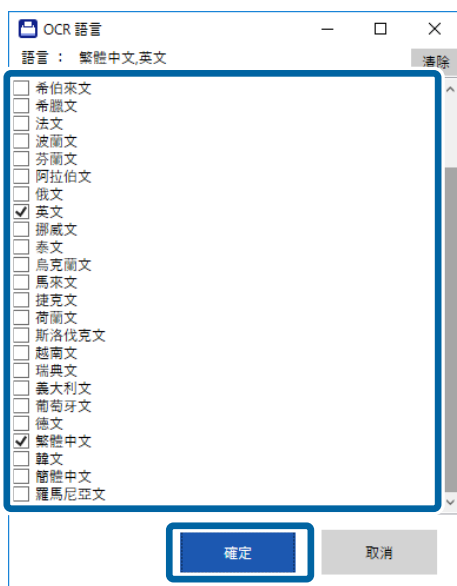 OCR 語言
語言 ： 繁體中文,英文
清除
希伯來文
希臘文
法文
波蘭文
芬蘭文
阿拉伯文
俄文
英文
挪威文
泰文
烏克蘭文
馬來文
捷克文
荷蘭文
斯洛伐克文
越南文
瑞典文
義大利文
葡萄牙文
德文
繁體中文
韓文
簡體中文
羅馬尼亞文
確定
取消